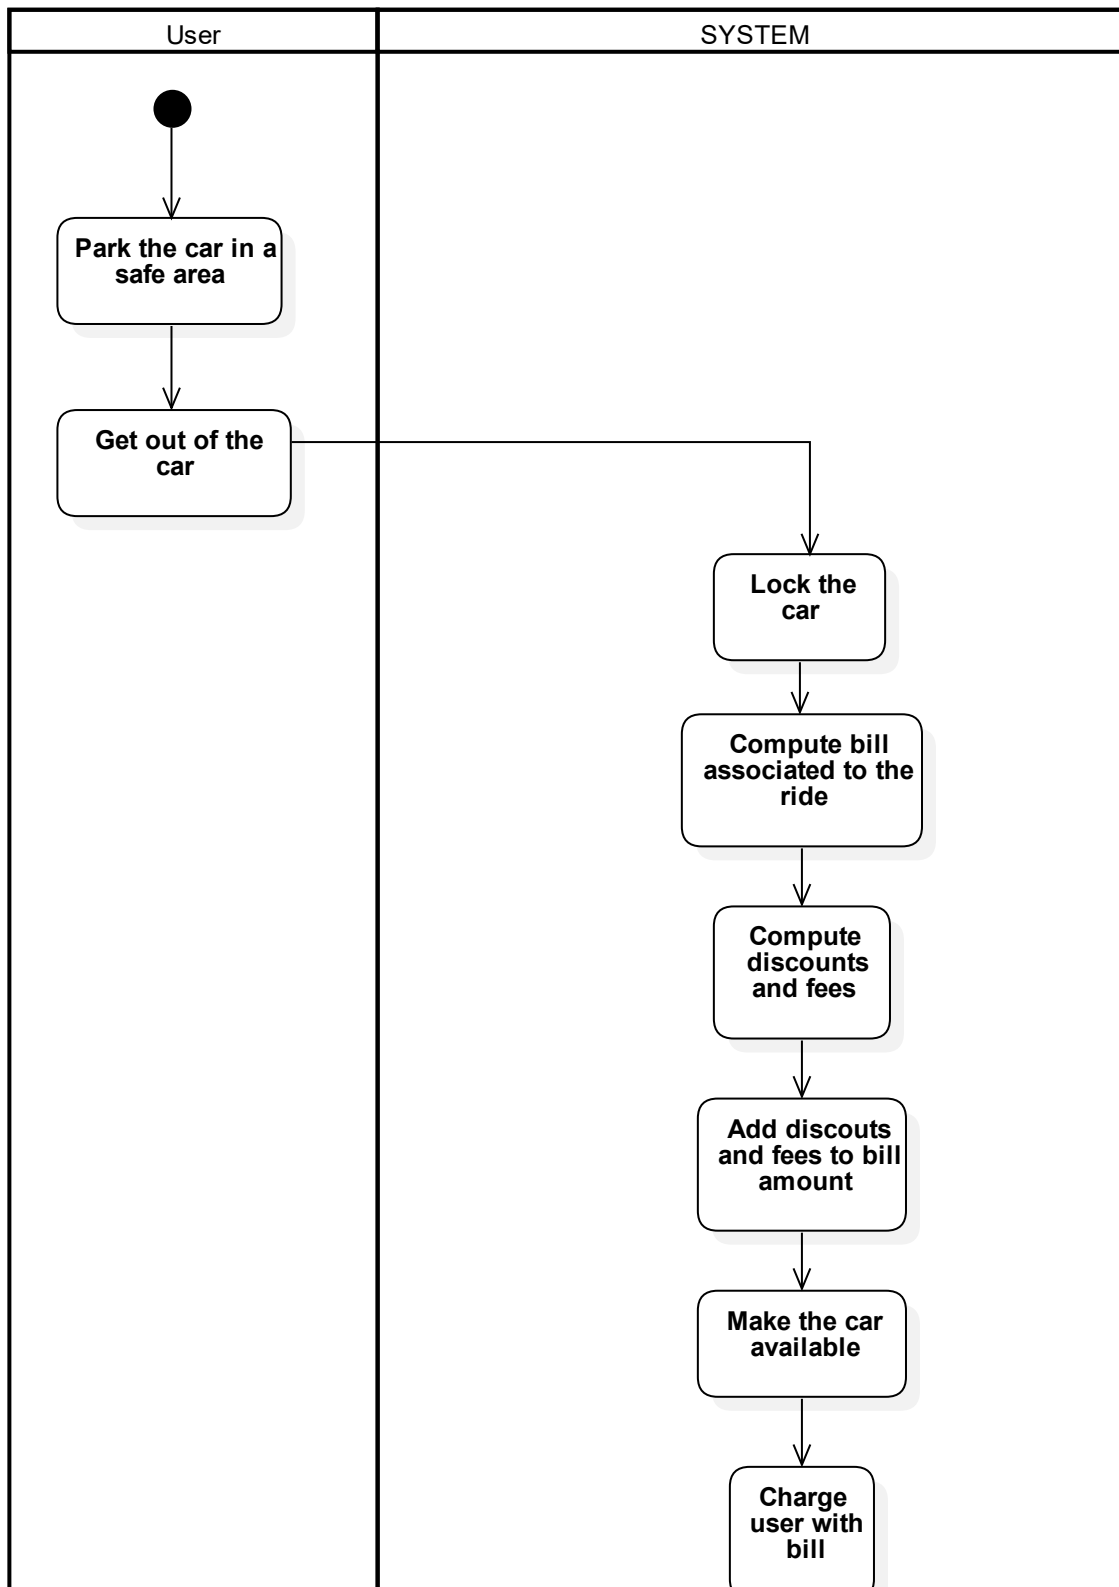 User
SYSTEM
Park the car in a
safe area
Get out of the
car
Lock the
car
Compute bill
associated to the
ride
Compute
discounts
and fees
Add discouts
and fees to bill
amount
Make the car
available
Charge
user with
bill